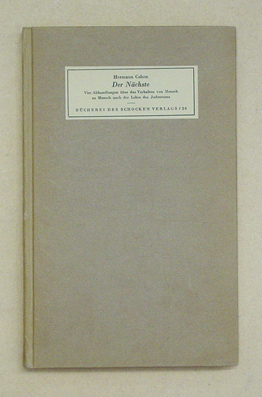 Hermann Cohen
Der Nächste
Vier Abhandlungen über das Verhalten von Mensch
zu Mensch nach der Lehre des Judentums
BÜCHEREI DES SCHOCKEN VERLAGS / 23